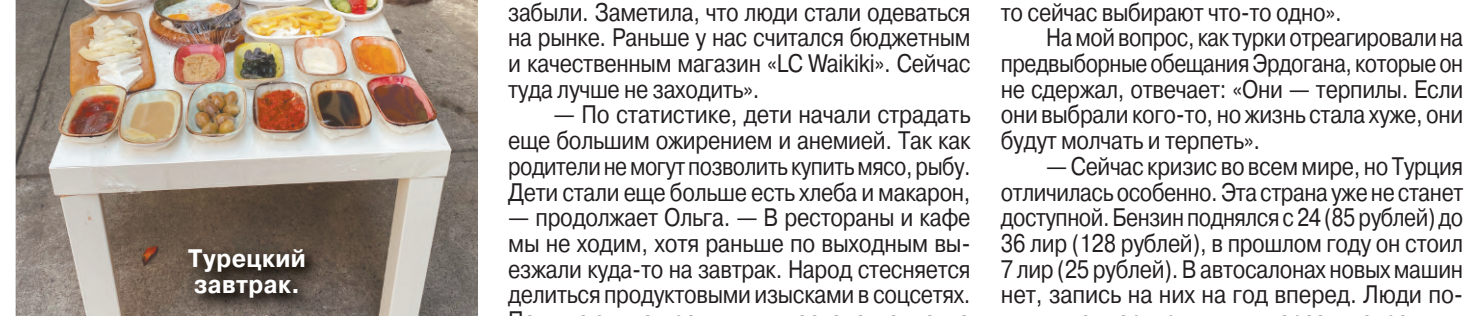 Турецкий
завтрак.
забыли. Заметила, что люди стали одеваться
на рынке. Раньше у нас считался бюджетным
и качественным магазин «LC Waikiki». Сейчас
туда лучше не заходить».
— По статистике, дети начали страдать
еще большим ожирением и анемией. Так как
родители не могут позволить купить мясо, рыбу.
Дети стали еще больше есть хлеба и макарон,
— продолжает Ольга. — В рестораны и кафе
мы не ходим, хотя раньше по выходным вы-
езжали куда-то на завтрак. Народ стесняется
делиться продуктовыми изысками в соцсетях.
то сейчас выбирают что-то одно».
На мой вопрос, как турки отреагировали на
предвыборные обещания Эрдогана, которые он
не сдержал, отвечает: «Они — терпилы. Если
они выбрали кого-то, но жизнь стала хуже, они
будут молчать и терпеть».
— Сейчас кризис во всем мире, но Турция
отличилась особенно. Эта страна уже не станет
доступной. Бензин поднялся с 24 (85 рублей) до
36 лир (128 рублей), в прошлом году он стоил
7 лир (25 рублей). В автосалонах новых машин
нет, запись на них на год вперед. Люди по-